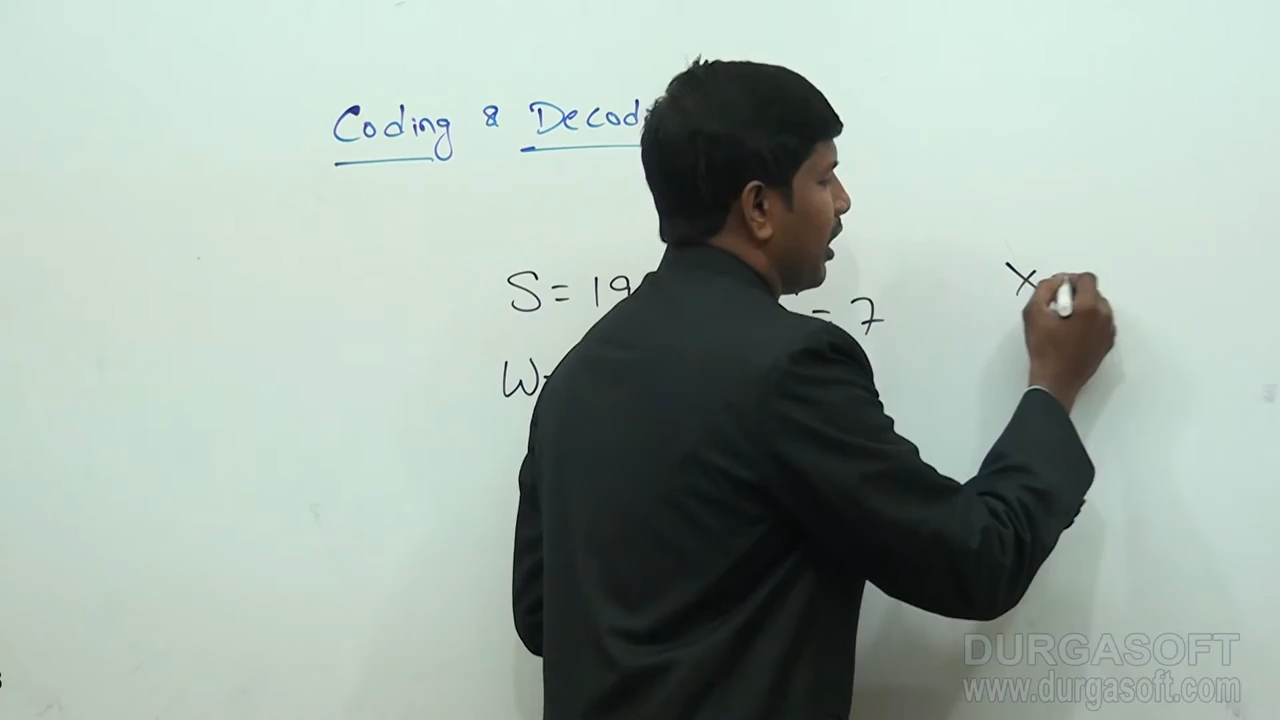 Coding & Decod
S = 19
= 7
X
W=
DURGASOFT
www.durgasoft.com